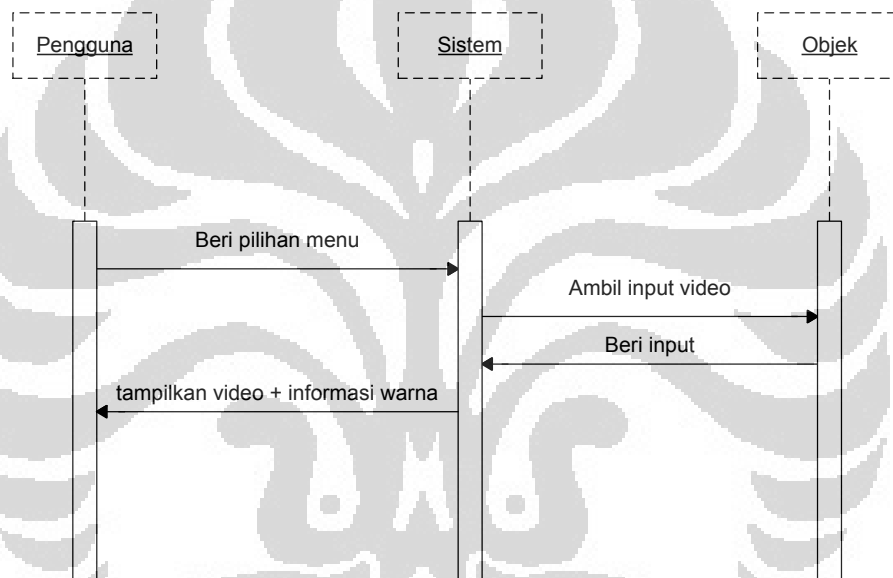 Pengguna
Sistem
Objek
Beri pilihan menu
Ambil input video
Beri input
tampilkan video + informasi warna